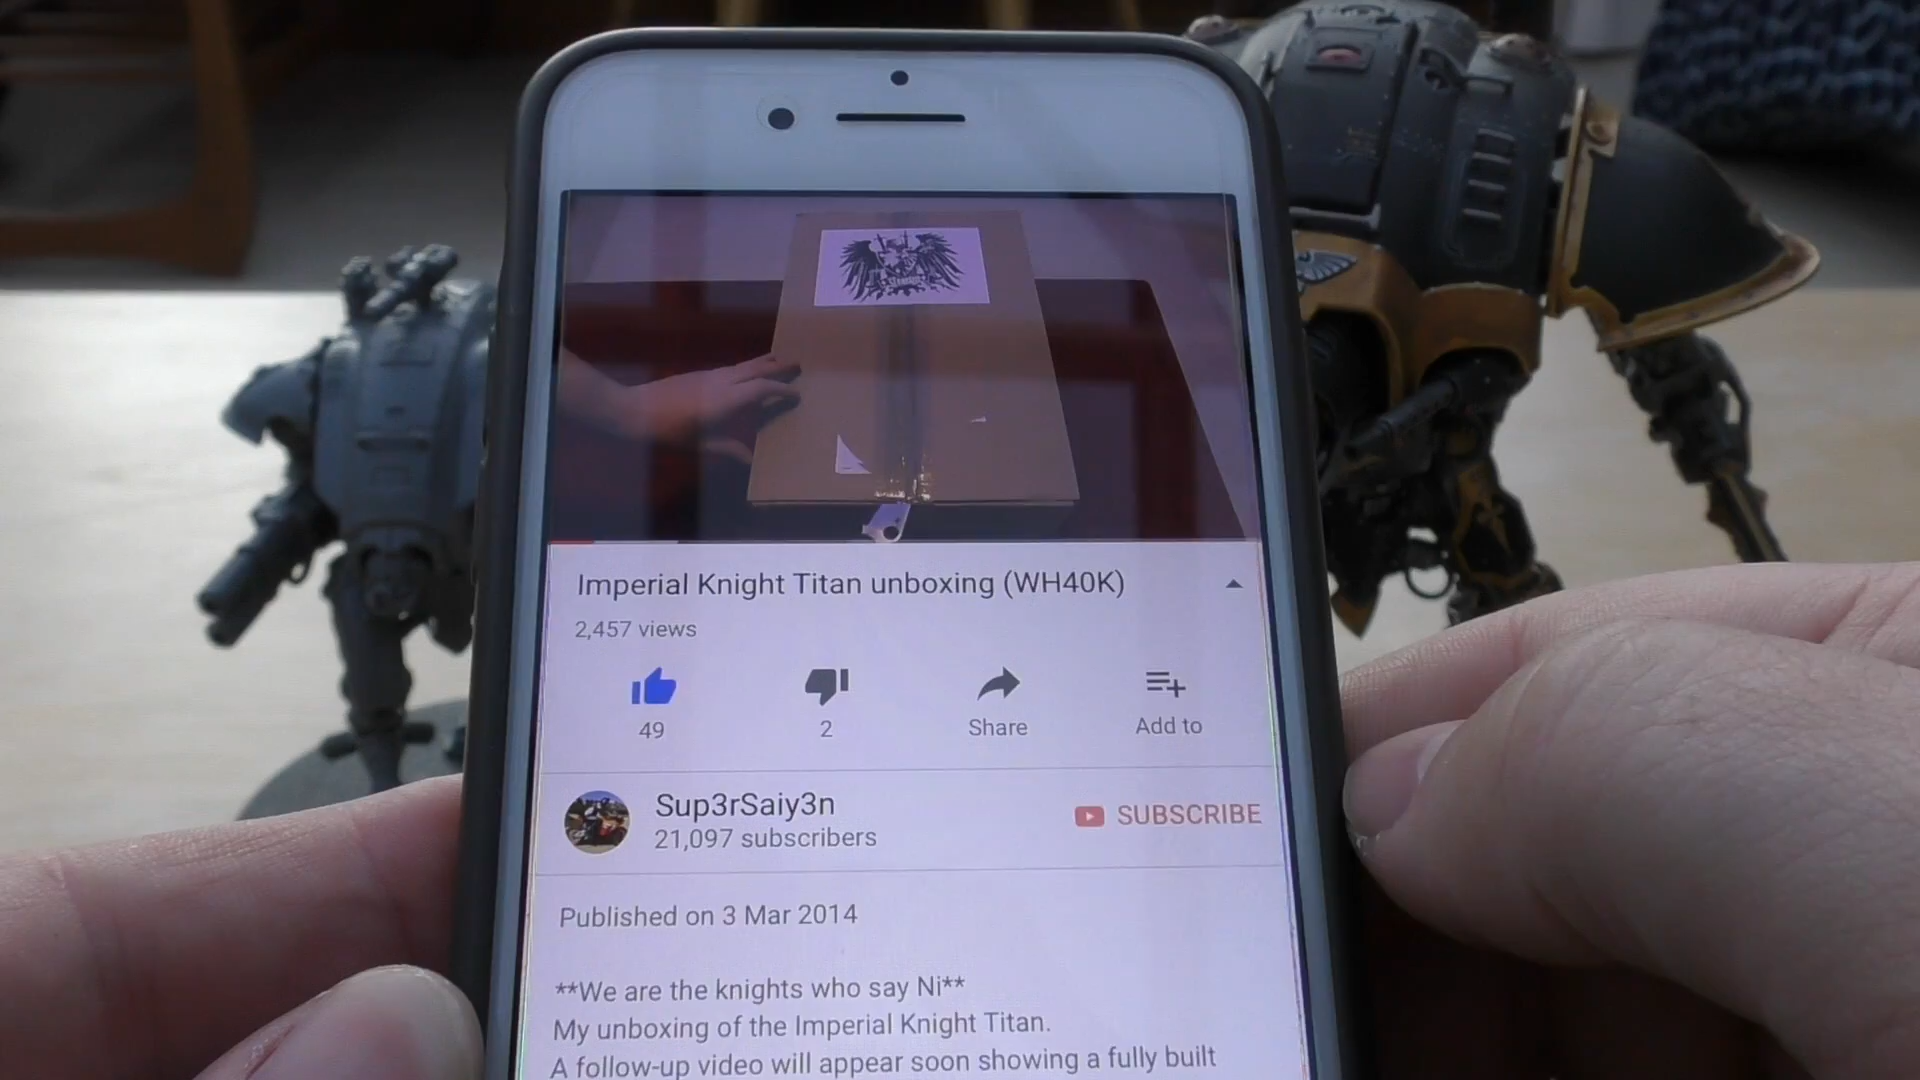 Imperial Knight Titan unboxing (WH40K)
2,457 views
49
2
Share
Add to
Sup3rSaiy3n
21,097 subscribers
SUBSCRIBE
Published on 3 Mar 2014
**We are the knights who say Ni**
My unboxing of the Imperial Knight Titan.
A follow-up video will appear soon showing a fully built